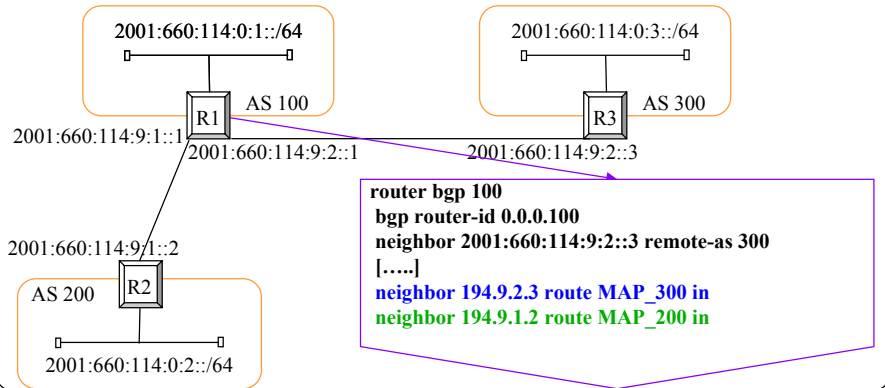 2001:660:114:0:1::/64
2001:660:114:0:3::/64
R1
AS 100
R3
AS 300
2001:660:114:9:1::1
2001:660:114:9:2::1
2001:660:114:9:2::3
router bgp 100
bgp router-id 0.0.0.100
neighbor 2001:660:114:9:2::3 remote-as 300
[…..]
neighbor 194.9.2.3 route MAP_300 in
neighbor 194.9.1.2 route MAP_200 in
2001:660:114:9:1::2
AS 200
R2
2001:660:114:0:2::/64